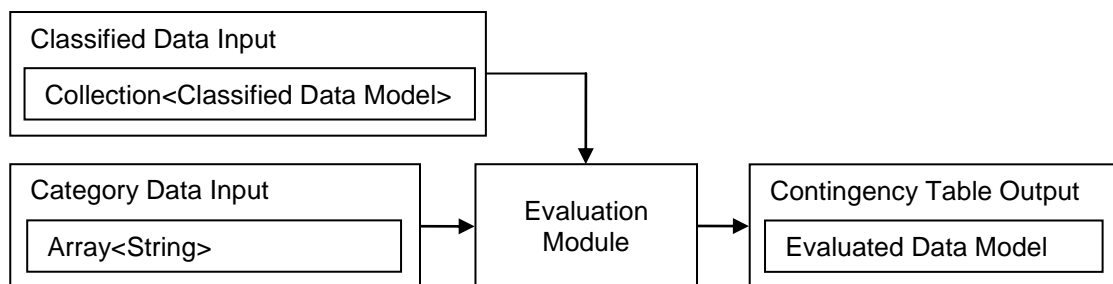 Classified Data Input
Collection<Classified Data Model>
Category Data Input
Array<String>
Evaluation
Module
Contingency Table Output
Evaluated Data Model